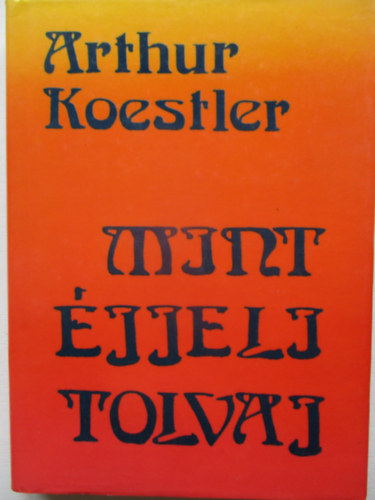 Arthur
Koestler
MINT
ÉJJELI
TOLVAJ